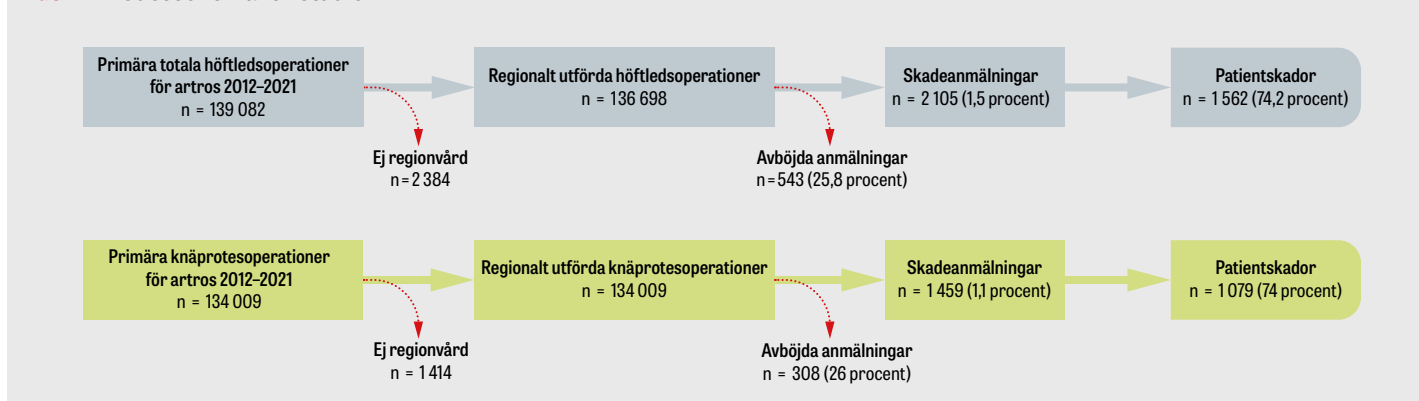 Primära totala höftledsoperationer
för artros 2012–2021
n = 139 082
Regionalt utförda höftledsoperationer
n = 136 698
Skadeanmälningar
n = 2 105 (1,5 procent)
Patientskador
n = 1 562 (74,2 procent)
Ej regionvård
n = 2 384
Avböjda anmälningar
n = 543 (25,8 procent)
Primära knäprotesoperationer
för artros 2012–2021
n = 134 009
Regionalt utförda knäprotesoperationer
n = 134 009
Skadeanmälningar
n = 1 459 (1,1 procent)
Patientskador
n = 1 079 (74 procent)
Ej regionvård
n = 1 414
Avböjda anmälningar
n = 308 (26 procent)